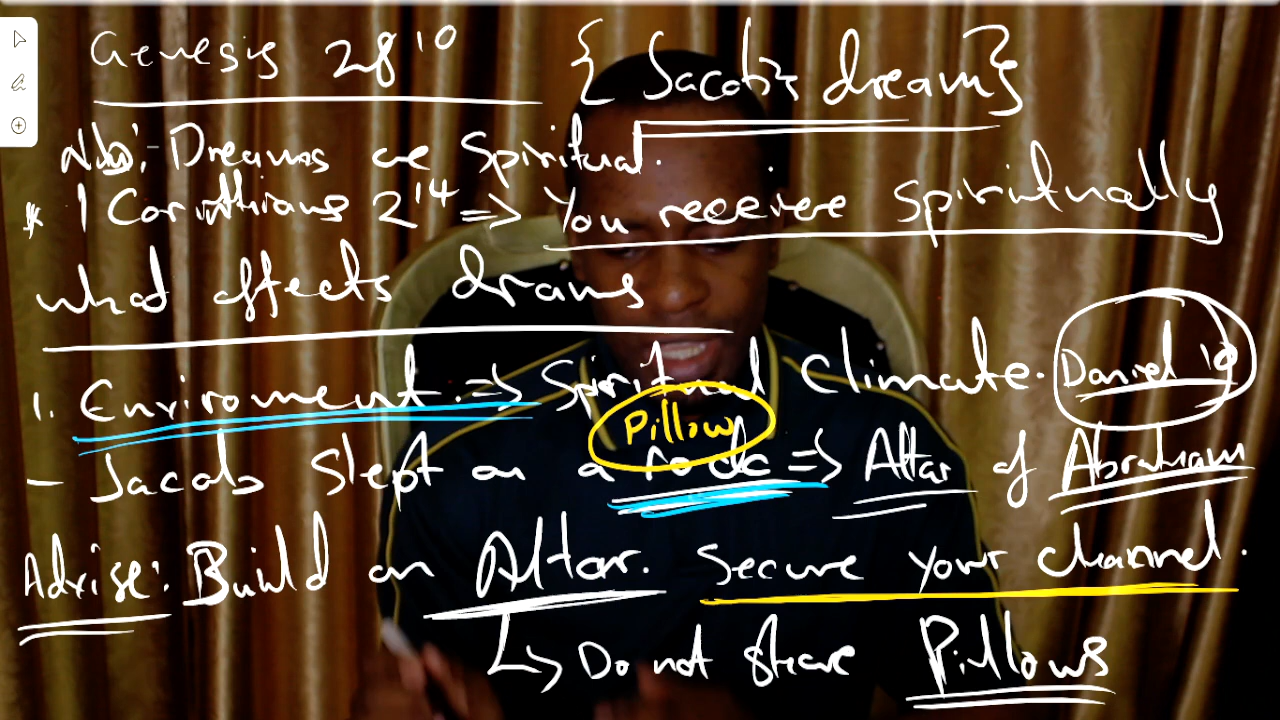 Genesis 28¹⁰ {Jacob's dream}
Nb:- Dreams are Spiritual.
* 1 Corinthians 2¹⁴ => You receive spiritually
what affects dreams
1. Enviroment. => Spiritual Climate. Daniel 10
Pillow
- Jacob Slept on a rock => Altar of Abraham
Advise: Build an Altar. Secure your channel.
↳ Do not share Pillows